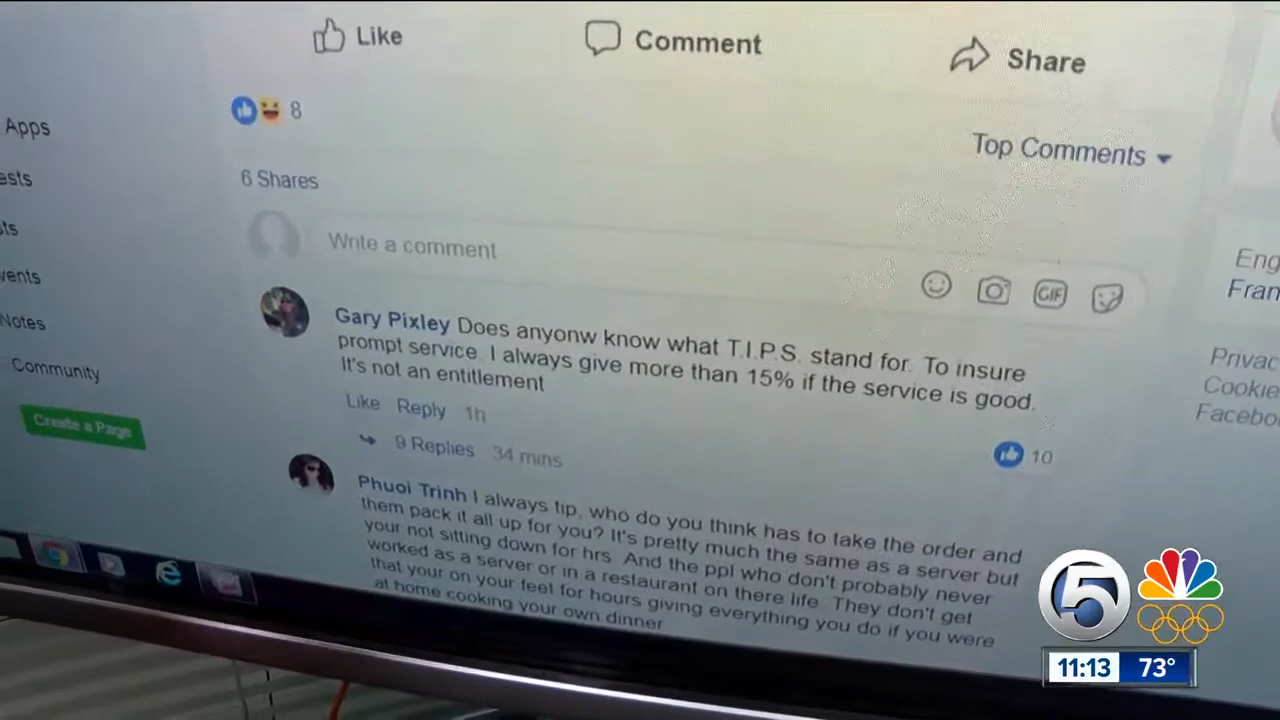 Like Comment Share
8
Top Comments
6 Shares
Write a comment
GIF
Gary Pixley Does anyonw know what T.I.P.S. stand for. To insure
prompt service. I always give more than 15% if the service is good.
It's not an entitlement
Like Reply 1h
9 Replies 34 mins
10
Phuoi Trinh I always tip, who do you think has to take the order and
them pack it all up for you? It's pretty much the same as a server but
your not sitting down for hrs. And the ppl who don't probably never
worked as a server or in a restaurant on there life. They don't get
that your on your feet for hours giving everything you do if you were
at home cooking your own dinner
Apps
ests
sts
vents
Notes
Community
Create a Page
Eng
Fran
Privac
Cookie
Facebo
5
11:13 73°